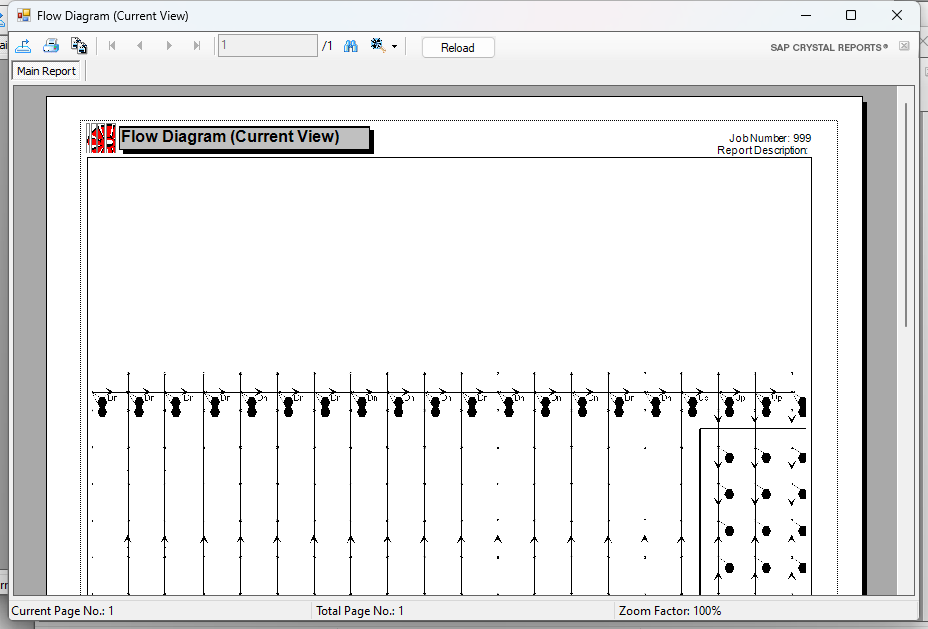 Flow Diagram (Current View)
1
/1
Reload
SAP CRYSTAL REPORTS®
Main Report
Flow Diagram (Current View)
Job Number: 999
Report Description:
Current Page No.: 1
Total Page No.: 1
Zoom Factor: 100%